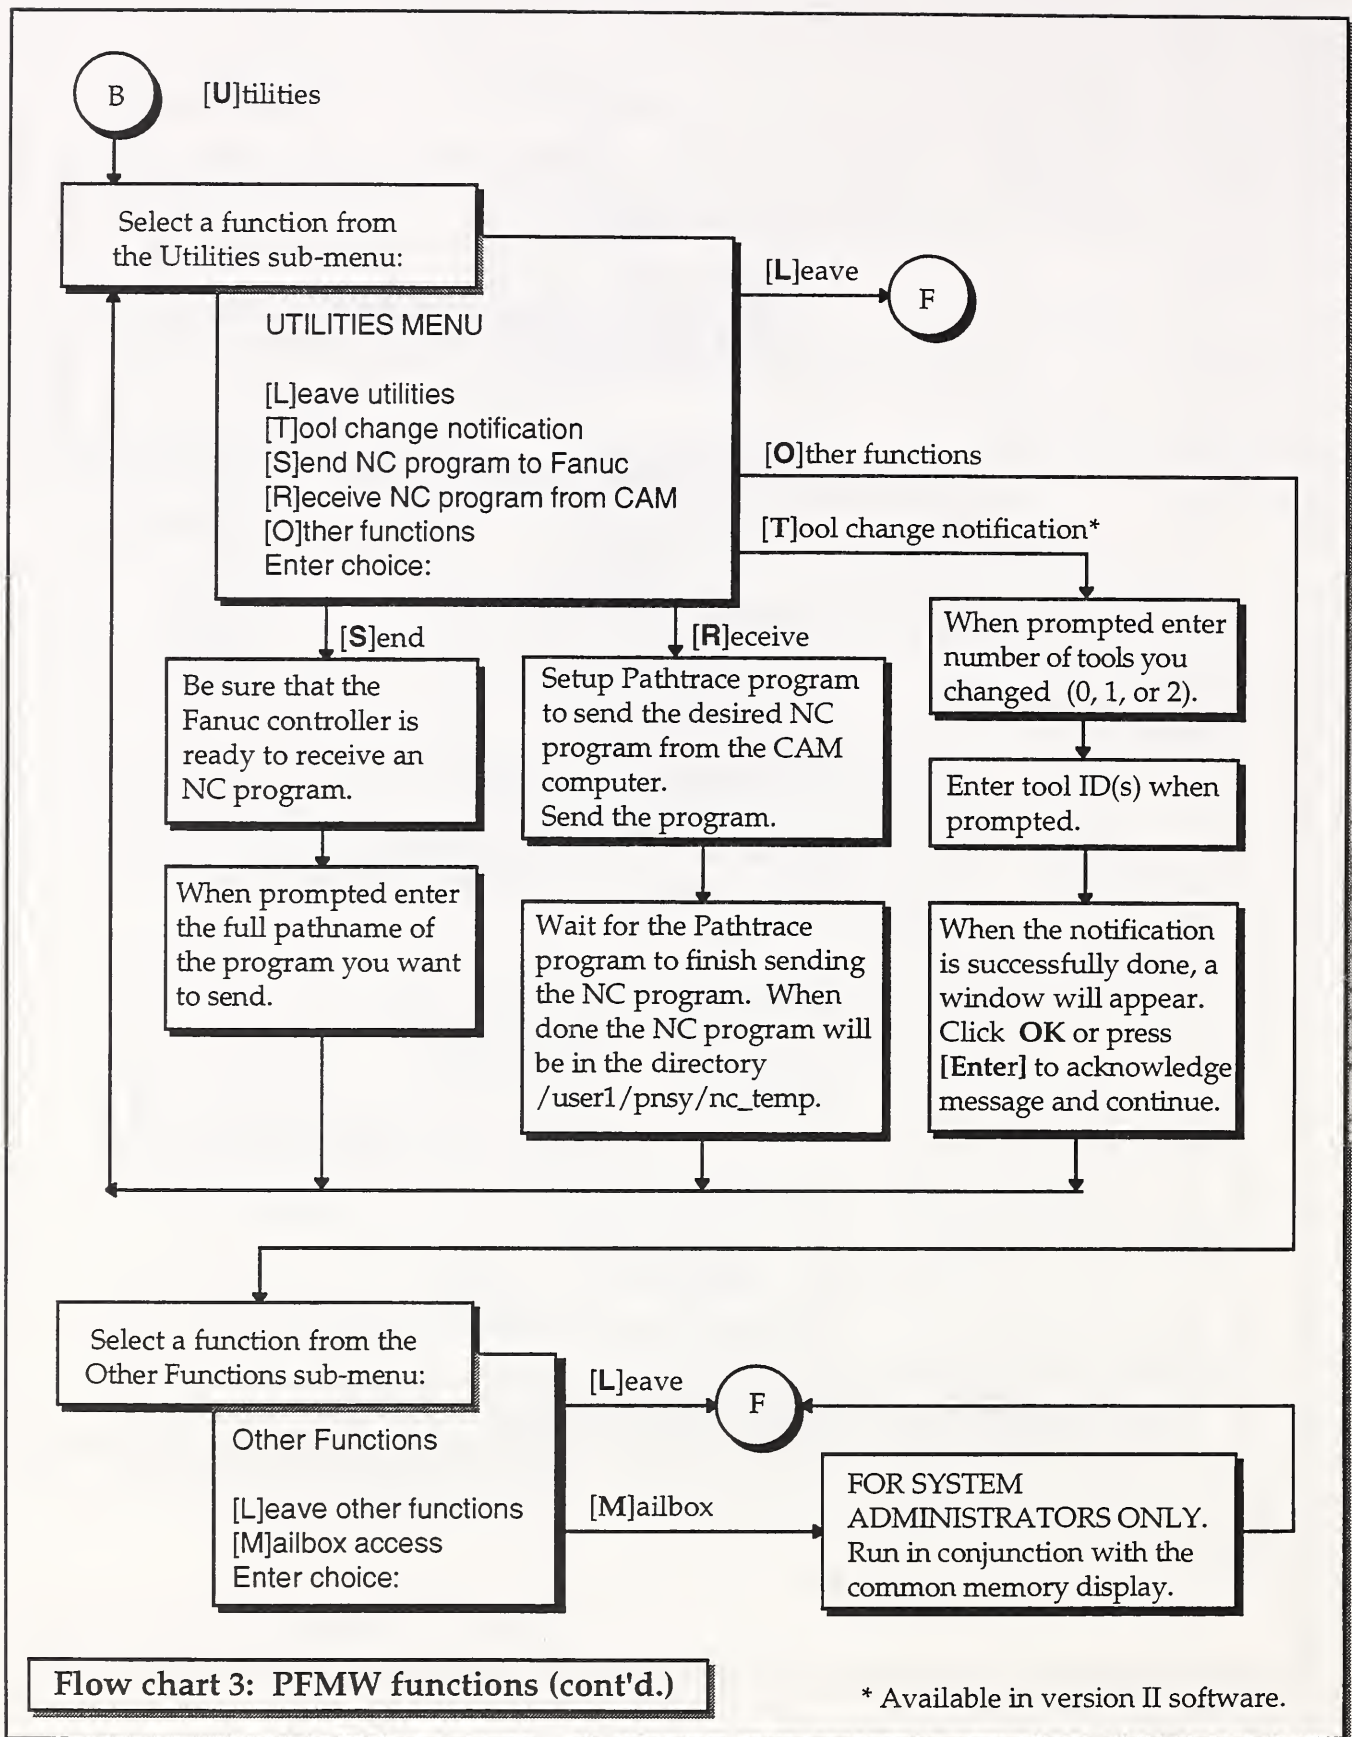 B
[U]tilities
Select a function from
the Utilities sub-menu:
[L]eave
F
UTILITIES MENU
[L]eave utilities
[T]ool change notification
[S]end NC program to Fanuc
[R]eceive NC program from CAM
[O]ther functions
Enter choice:
[O]ther functions
[T]ool change notification*
[S]end
Be sure that the
Fanuc controller is
ready to receive an
NC program.
When prompted enter
the full pathname of
the program you want
to send.
[R]eceive
Setup Pathtrace program
to send the desired NC
program from the CAM
computer.
Send the program.
Wait for the Pathtrace
program to finish sending
the NC program. When
done the NC program will
be in the directory
/user1/pnsy/nc_temp.
When prompted enter
number of tools you
changed (0, 1, or 2).
Enter tool ID(s) when
prompted.
When the notification
is successfully done, a
window will appear.
Click OK or press
[Enter] to acknowledge
message and continue.
Select a function from the
Other Functions sub-menu:
[L]eave
F
Other Functions
[L]eave other functions
[M]ailbox access
Enter choice:
[M]ailbox
FOR SYSTEM
ADMINISTRATORS ONLY.
Run in conjunction with the
common memory display.
Flow chart 3: PFMW functions (cont'd.)
* Available in version II software.